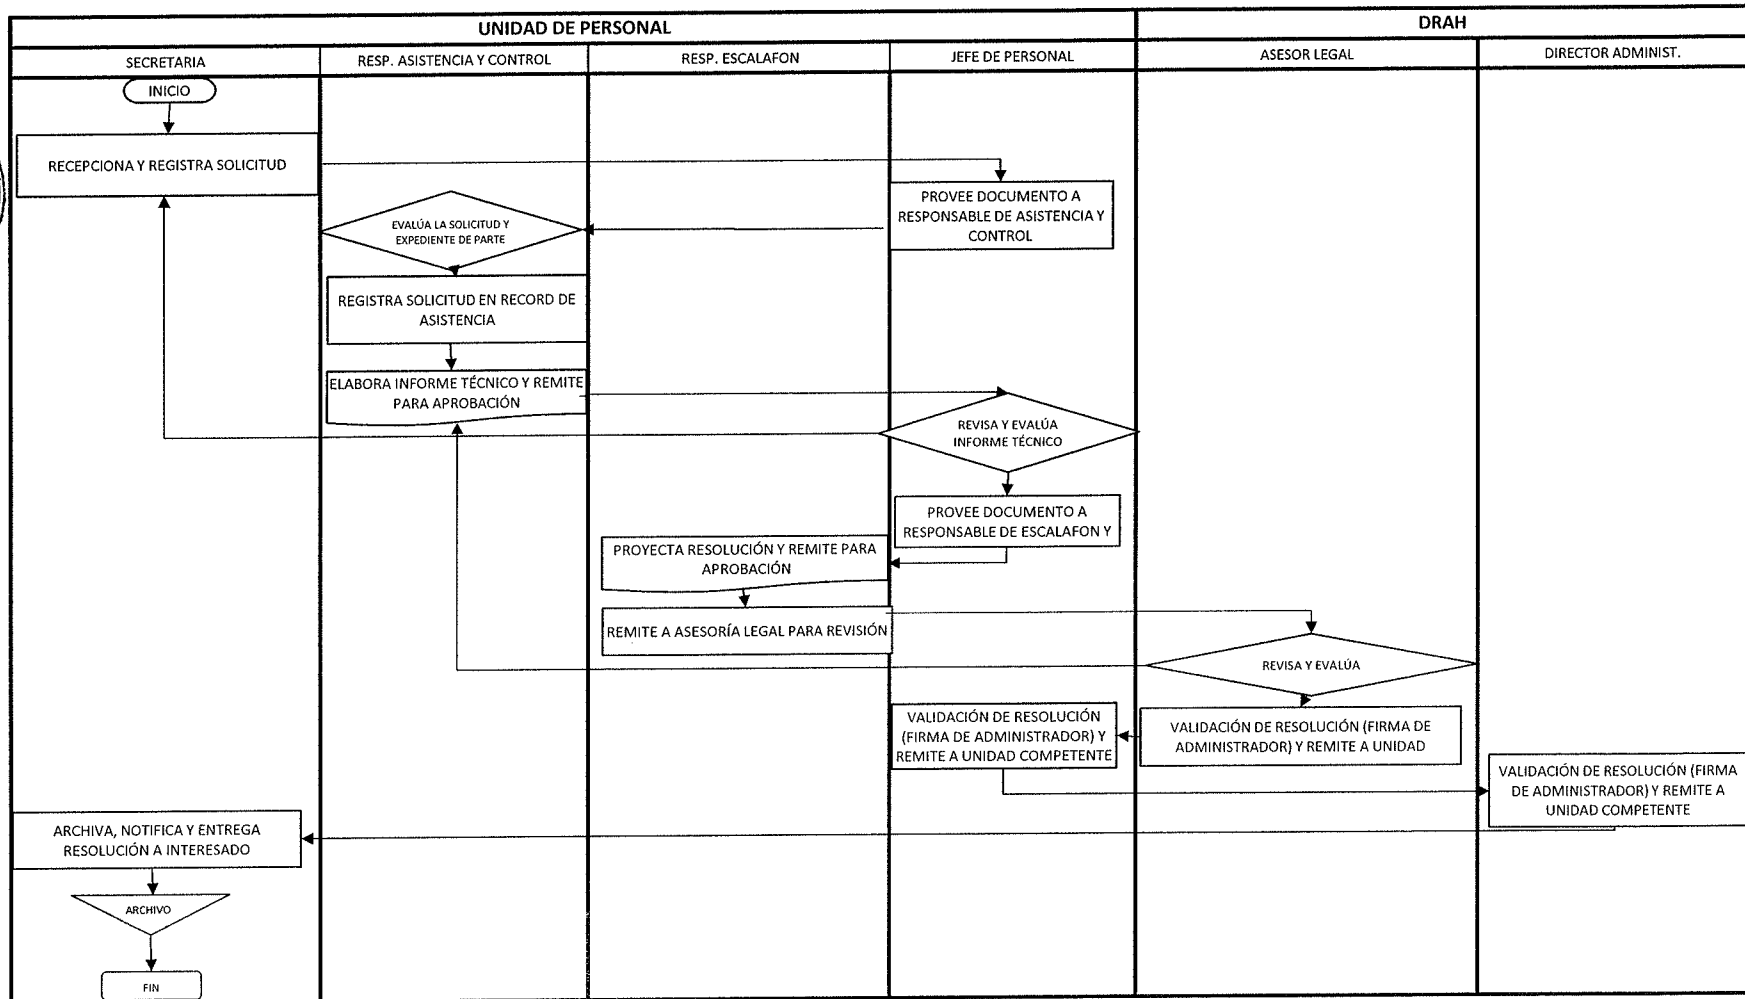 UNIDAD DE PERSONAL
DRAH
SECRETARIA
RESP. ASISTENCIA Y CONTROL
RESP. ESCALAFON
JEFE DE PERSONAL
ASESOR LEGAL
DIRECTOR ADMINIST.
INICIO
RECEPCIONA Y REGISTRA SOLICITUD
PROVEE DOCUMENTO A
RESPONSABLE DE ASISTENCIA Y
CONTROL
EVALÚA LA SOLICITUD Y
EXPEDIENTE DE PARTE
REGISTRA SOLICITUD EN RECORD DE
ASISTENCIA
ELABORA INFORME TÉCNICO Y REMITE
PARA APROBACIÓN
REVISA Y EVALÚA
INFORME TÉCNICO
PROVEE DOCUMENTO A
RESPONSABLE DE ESCALAFON Y
PROYECTA RESOLUCIÓN Y REMITE PARA
APROBACIÓN
REMITE A ASESORÍA LEGAL PARA REVISIÓN
REVISA Y EVALÚA
VALIDACIÓN DE RESOLUCIÓN (FIRMA DE
ADMINISTRADOR) Y REMITE A UNIDAD
VALIDACIÓN DE RESOLUCIÓN
(FIRMA DE ADMINISTRADOR) Y
REMITE A UNIDAD COMPETENTE
VALIDACIÓN DE RESOLUCIÓN (FIRMA
DE ADMINISTRADOR) Y REMITE A
UNIDAD COMPETENTE
ARCHIVA, NOTIFICA Y ENTREGA
RESOLUCIÓN A INTERESADO
ARCHIVO
FIN